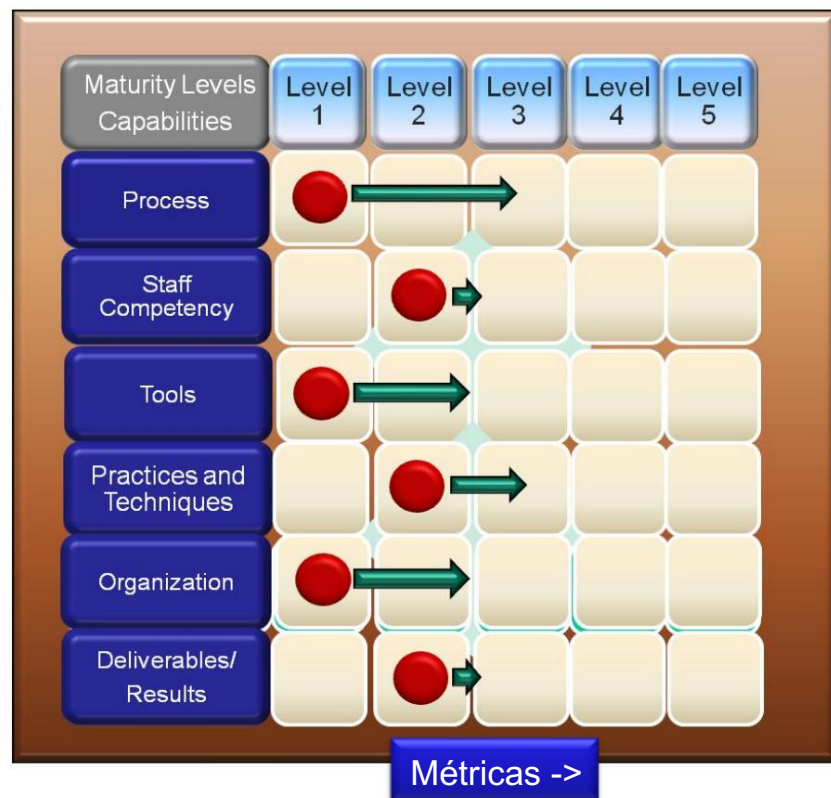 Maturity Levels
Capabilities
Level
1
Level
2
Level
3
Level
4
Level
5
Process
Staff
Competency
Tools
Practices and
Techniques
Organization
Deliverables/
Results
Métricas ->